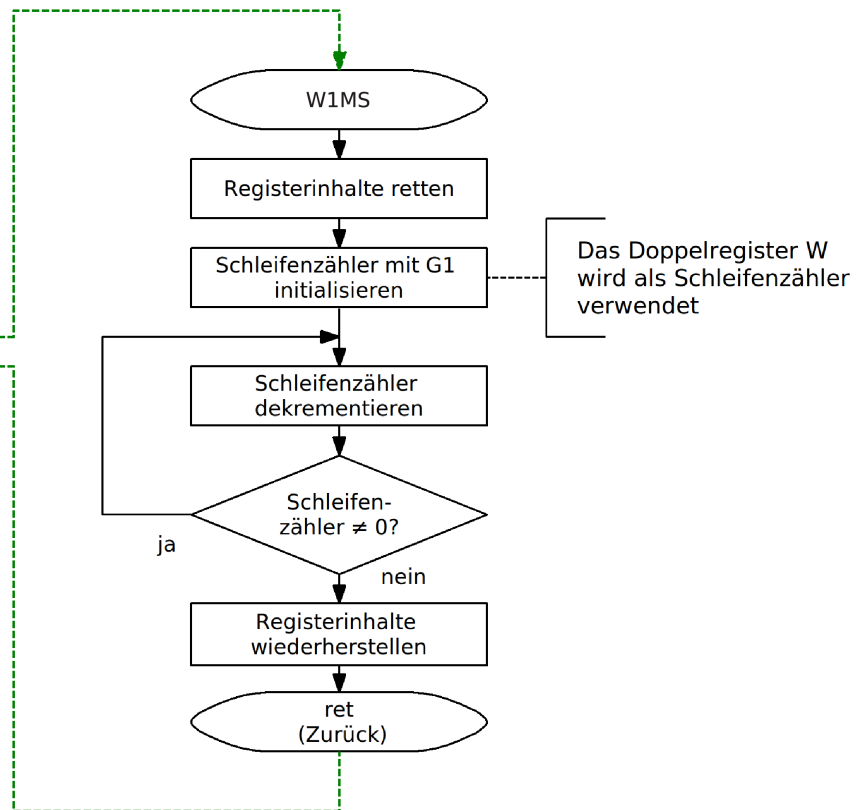 W1MS
Registerinhalte retten
Schleifenzähler mit G1
initialisieren
Das Doppelregister W
wird als Schleifenzähler
verwendet
Schleifenzähler
dekrementieren
Schleifen-
zähler ≠ 0?
ja
nein
Registerinhalte
wiederherstellen
ret
(Zurück)